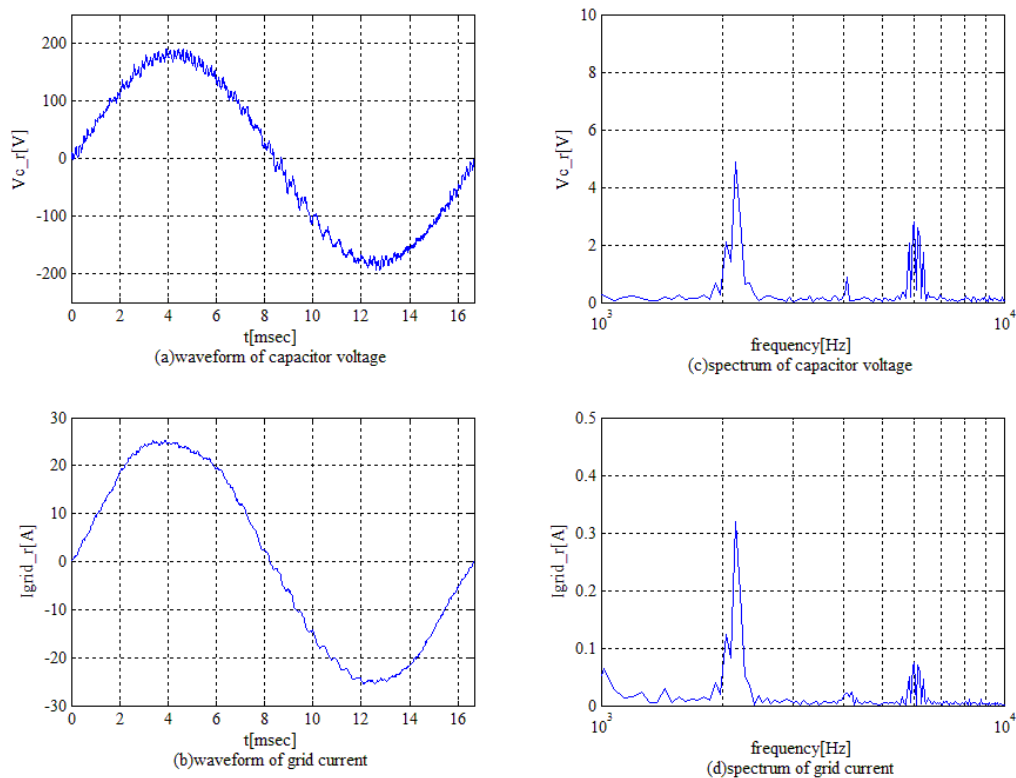 200
100
0
-100
-200
Vc_r[V]
0 2 4 6 8 10 12 14 16
t[msec]
(a)waveform of capacitor voltage
10
8
6
4
2
0
Vc_r[V]
10^3 10^4
frequency[Hz]
(c)spectrum of capacitor voltage
30
20
10
0
-10
-20
-30
Igrid_r[A]
0 2 4 6 8 10 12 14 16
t[msec]
(b)waveform of grid current
0.5
0.4
0.3
0.2
0.1
0
Igrid_r[A]
10^3 10^4
frequency[Hz]
(d)spectrum of grid current